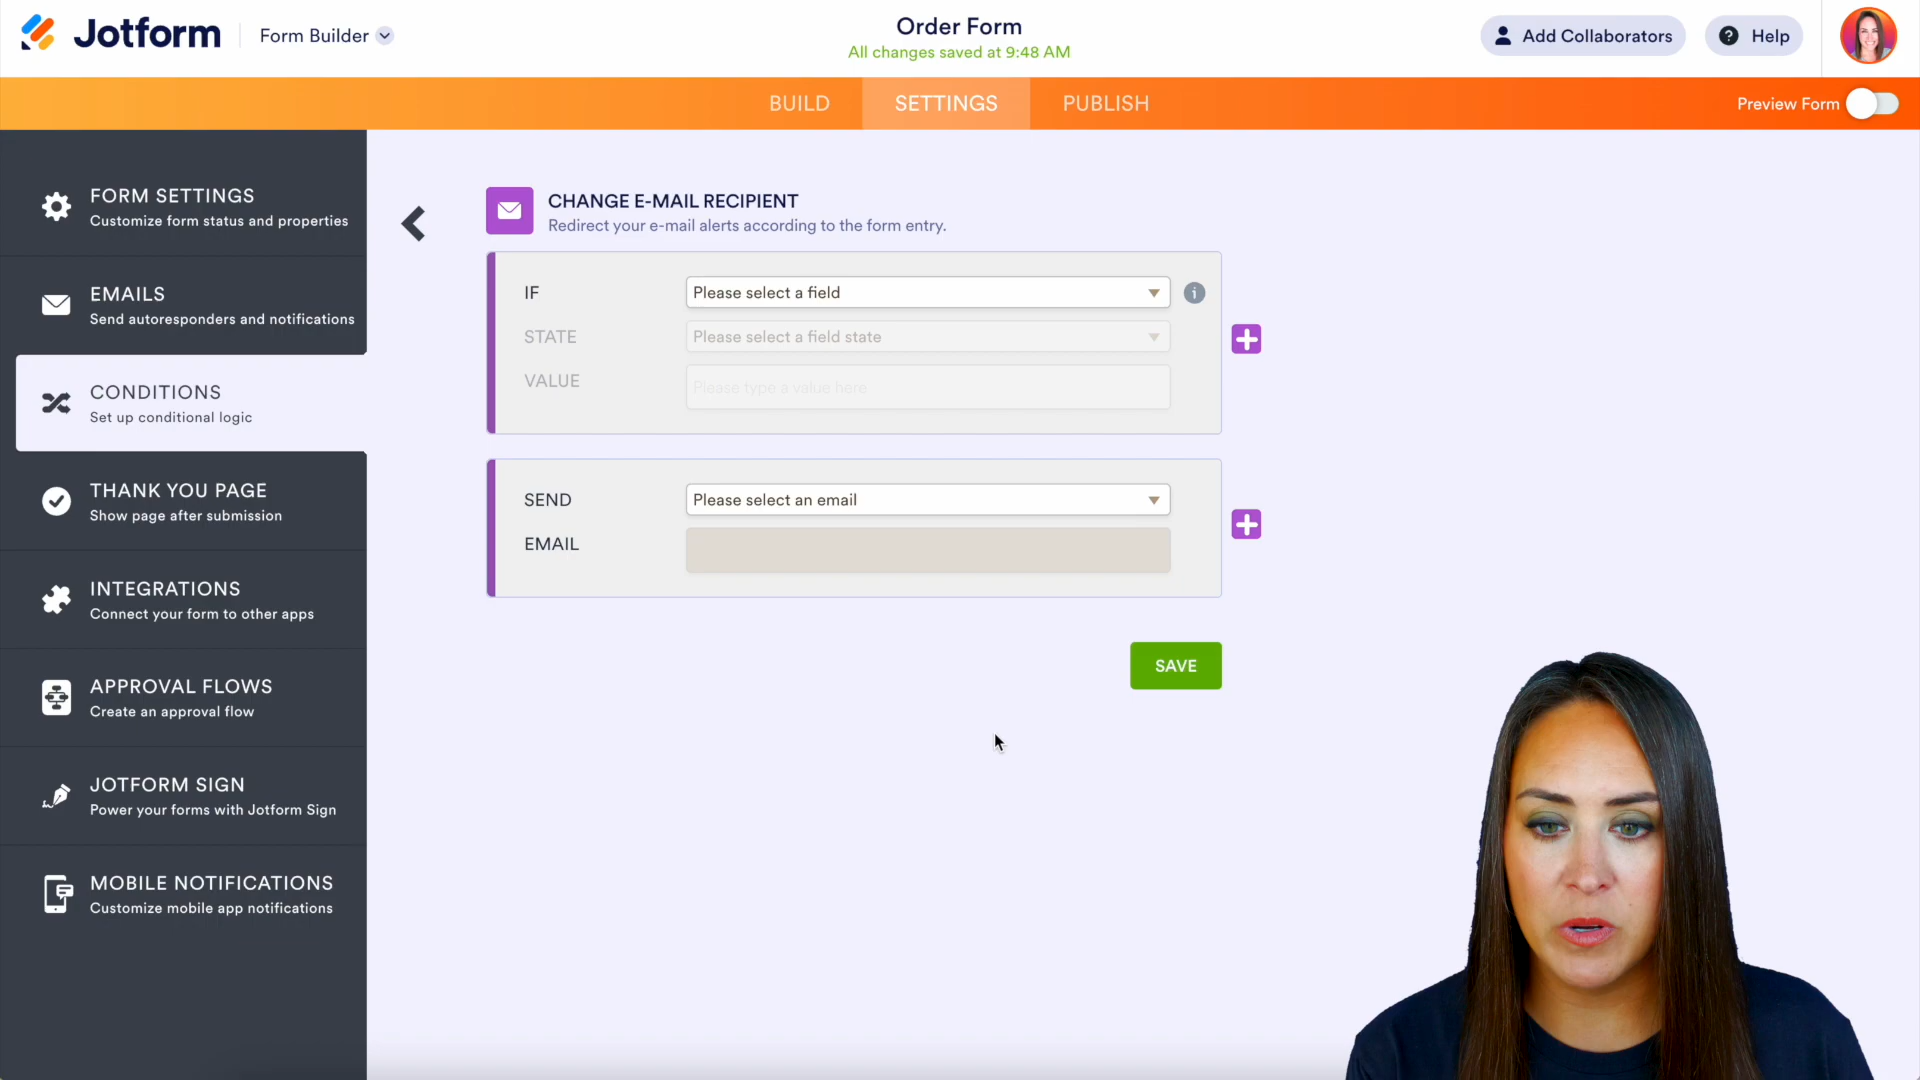 Jotform
Form Builder
Order Form
All changes saved at 9:48 AM
Add Collaborators
Help
BUILD
SETTINGS
PUBLISH
Preview Form
FORM SETTINGS
Customize form status and properties
EMAILS
Send autoresponders and notifications
CONDITIONS
Set up conditional logic
THANK YOU PAGE
Show page after submission
INTEGRATIONS
Connect your form to other apps
APPROVAL FLOWS
Create an approval flow
JOTFORM SIGN
Power your forms with Jotform Sign
MOBILE NOTIFICATIONS
Customize mobile app notifications
CHANGE E-MAIL RECIPIENT
Redirect your e-mail alerts according to the form entry.
IF
Please select a field
STATE
Please select a field state
VALUE
Please type a value here
SEND
Please select an email
EMAIL
SAVE